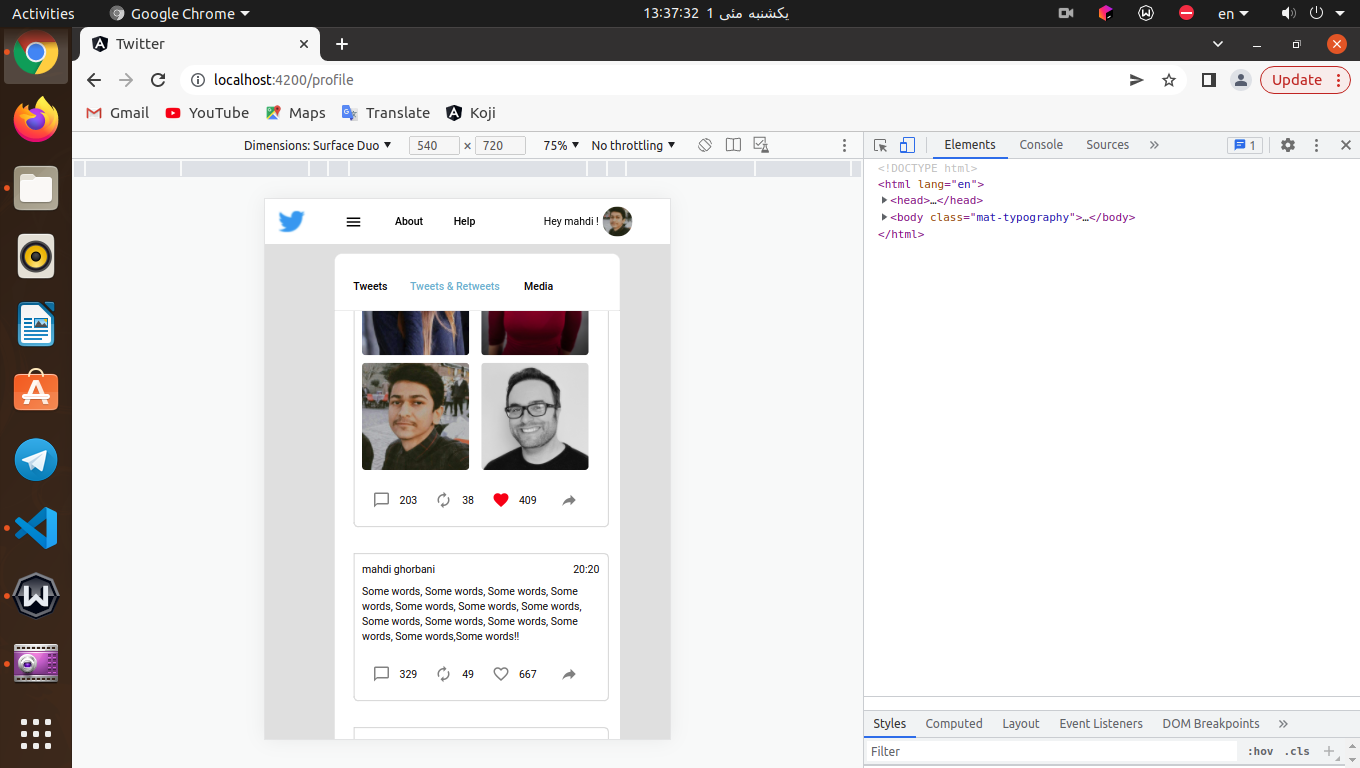 Activities
Google Chrome
یکشنبه مئی 1  13:37:32
en
Twitter
localhost:4200/profile
Update
Gmail
YouTube
Maps
Translate
Koji
Dimensions: Surface Duo
540 × 720
75%
No throttling
Elements
Console
Sources
1
<!DOCTYPE html>
<html lang="en">
<head>…</head>
<body class="mat-typography">…</body>
</html>
About
Help
Hey mahdi !
Tweets
Tweets & Retweets
Media
203
38
409
mahdi ghorbani
20:20
Some words, Some words, Some words, Some
words, Some words, Some words, Some words,
Some words, Some words, Some words, Some
words, Some words,Some words!!
329
49
667
Styles
Computed
Layout
Event Listeners
DOM Breakpoints
Filter
:hov
.cls